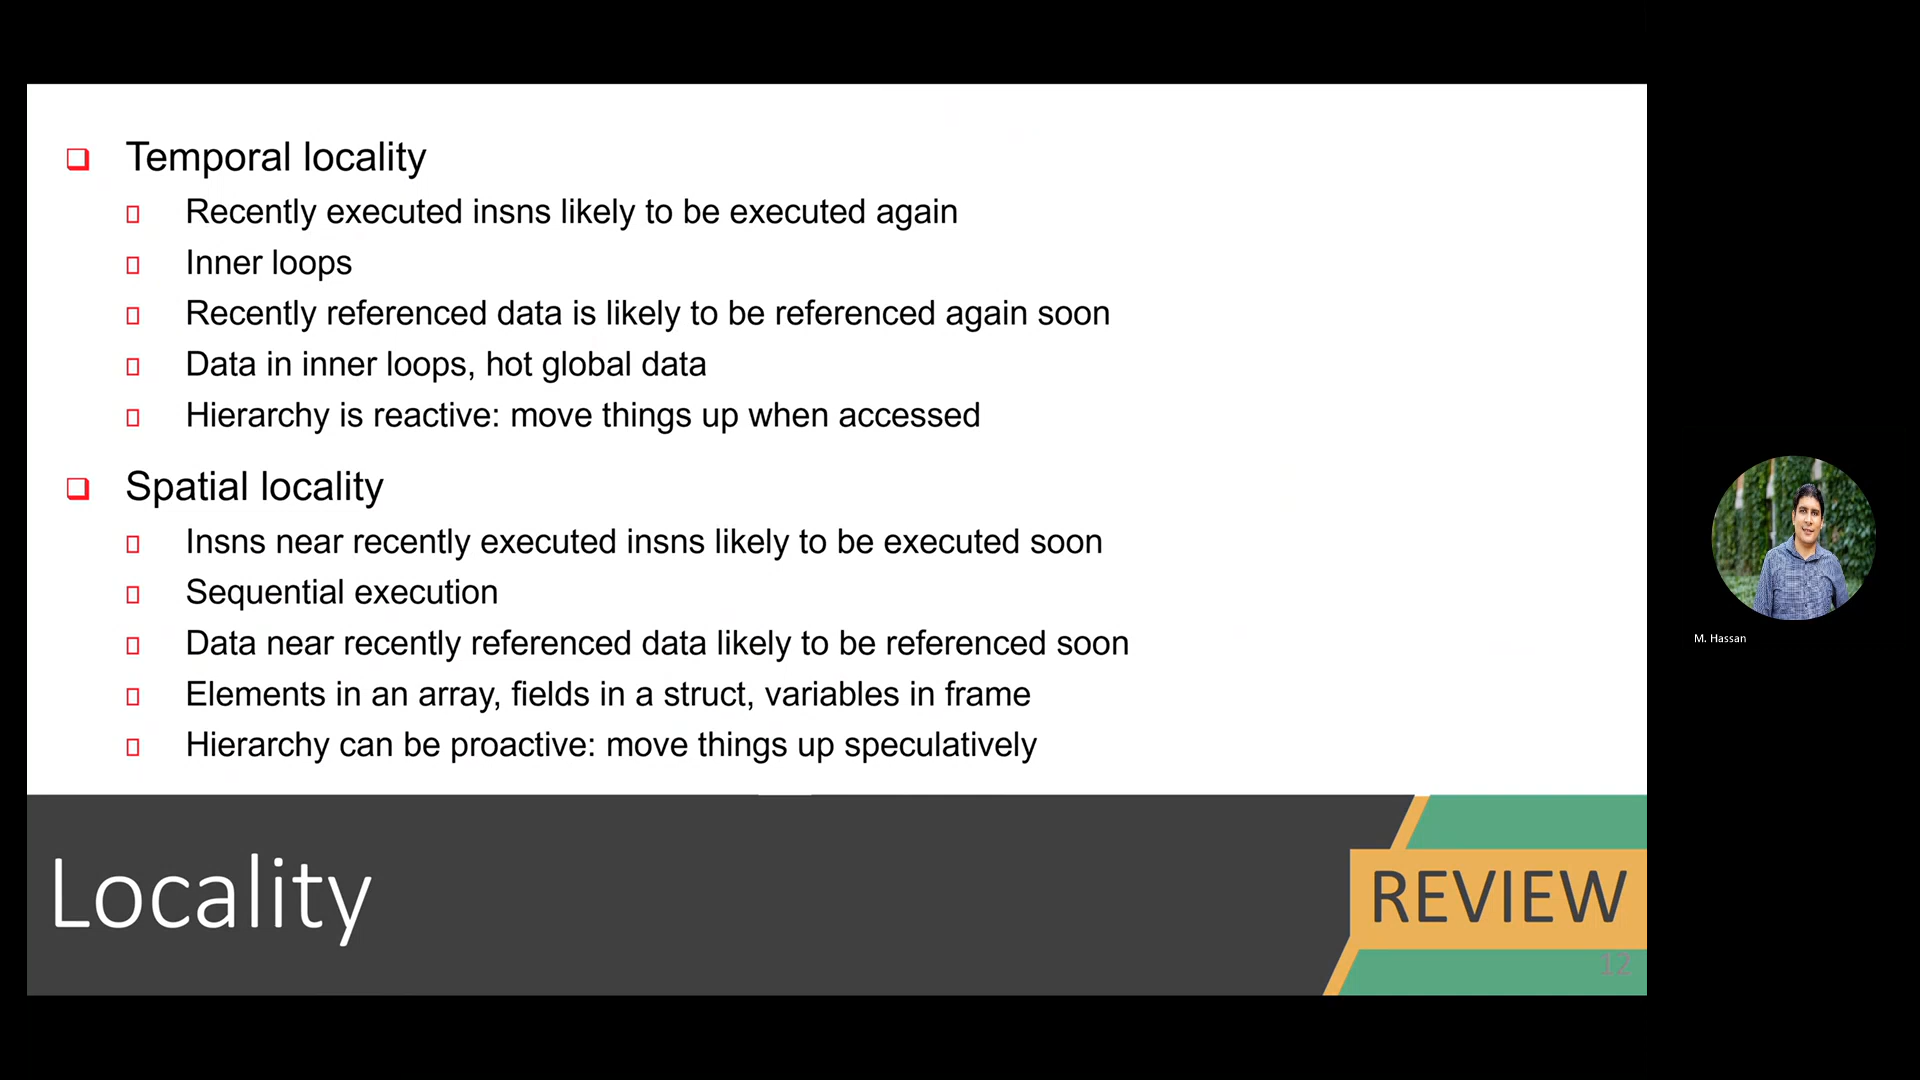 Temporal locality
Recently executed insns likely to be executed again
Inner loops
Recently referenced data is likely to be referenced again soon
Data in inner loops, hot global data
Hierarchy is reactive: move things up when accessed
Spatial locality
Insns near recently executed insns likely to be executed soon
Sequential execution
Data near recently referenced data likely to be referenced soon
Elements in an array, fields in a struct, variables in frame
Hierarchy can be proactive: move things up speculatively
Locality
REVIEW
12
M. Hassan